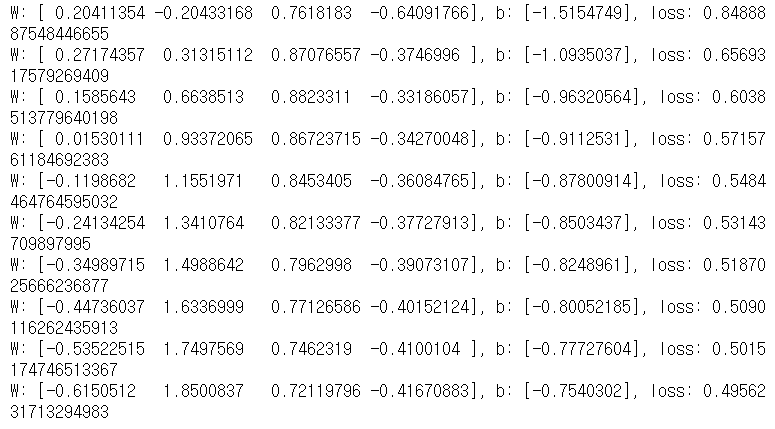 W: [ 0.20411354 -0.20433168  0.7618183  -0.64091766], b: [-1.5154749], loss: 0.84888
87548446655
W: [ 0.27174357  0.31315112  0.87076557 -0.3746996 ], b: [-1.0935037], loss: 0.65693
17579269409
W: [ 0.1585643   0.6638513   0.8823311  -0.33186057], b: [-0.96320564], loss: 0.6038
513779640198
W: [ 0.01530111  0.93372065  0.86723715 -0.34270048], b: [-0.9112531], loss: 0.57157
61184692383
W: [-0.1198682   1.1551971   0.8453405  -0.36084765], b: [-0.87800914], loss: 0.5484
464764595032
W: [-0.24134254  1.3410764   0.82133377 -0.37727913], b: [-0.8503437], loss: 0.53143
709897995
W: [-0.34989715  1.4988642   0.7962998  -0.39073107], b: [-0.8248961], loss: 0.51870
25666236877
W: [-0.44736037  1.6336999   0.77126586 -0.40152124], b: [-0.80052185], loss: 0.5090
116262435913
W: [-0.53522515  1.7497569   0.7462319  -0.4100104 ], b: [-0.77727604], loss: 0.5015
174746513367
W: [-0.6150512   1.8500837   0.72119796 -0.41670883], b: [-0.7540302], loss: 0.49562
31713294983